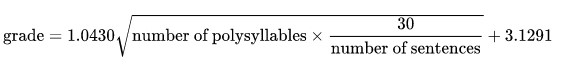 grade = 1.0430√(number of polysyllables × 30/number of sentences) + 3.1291